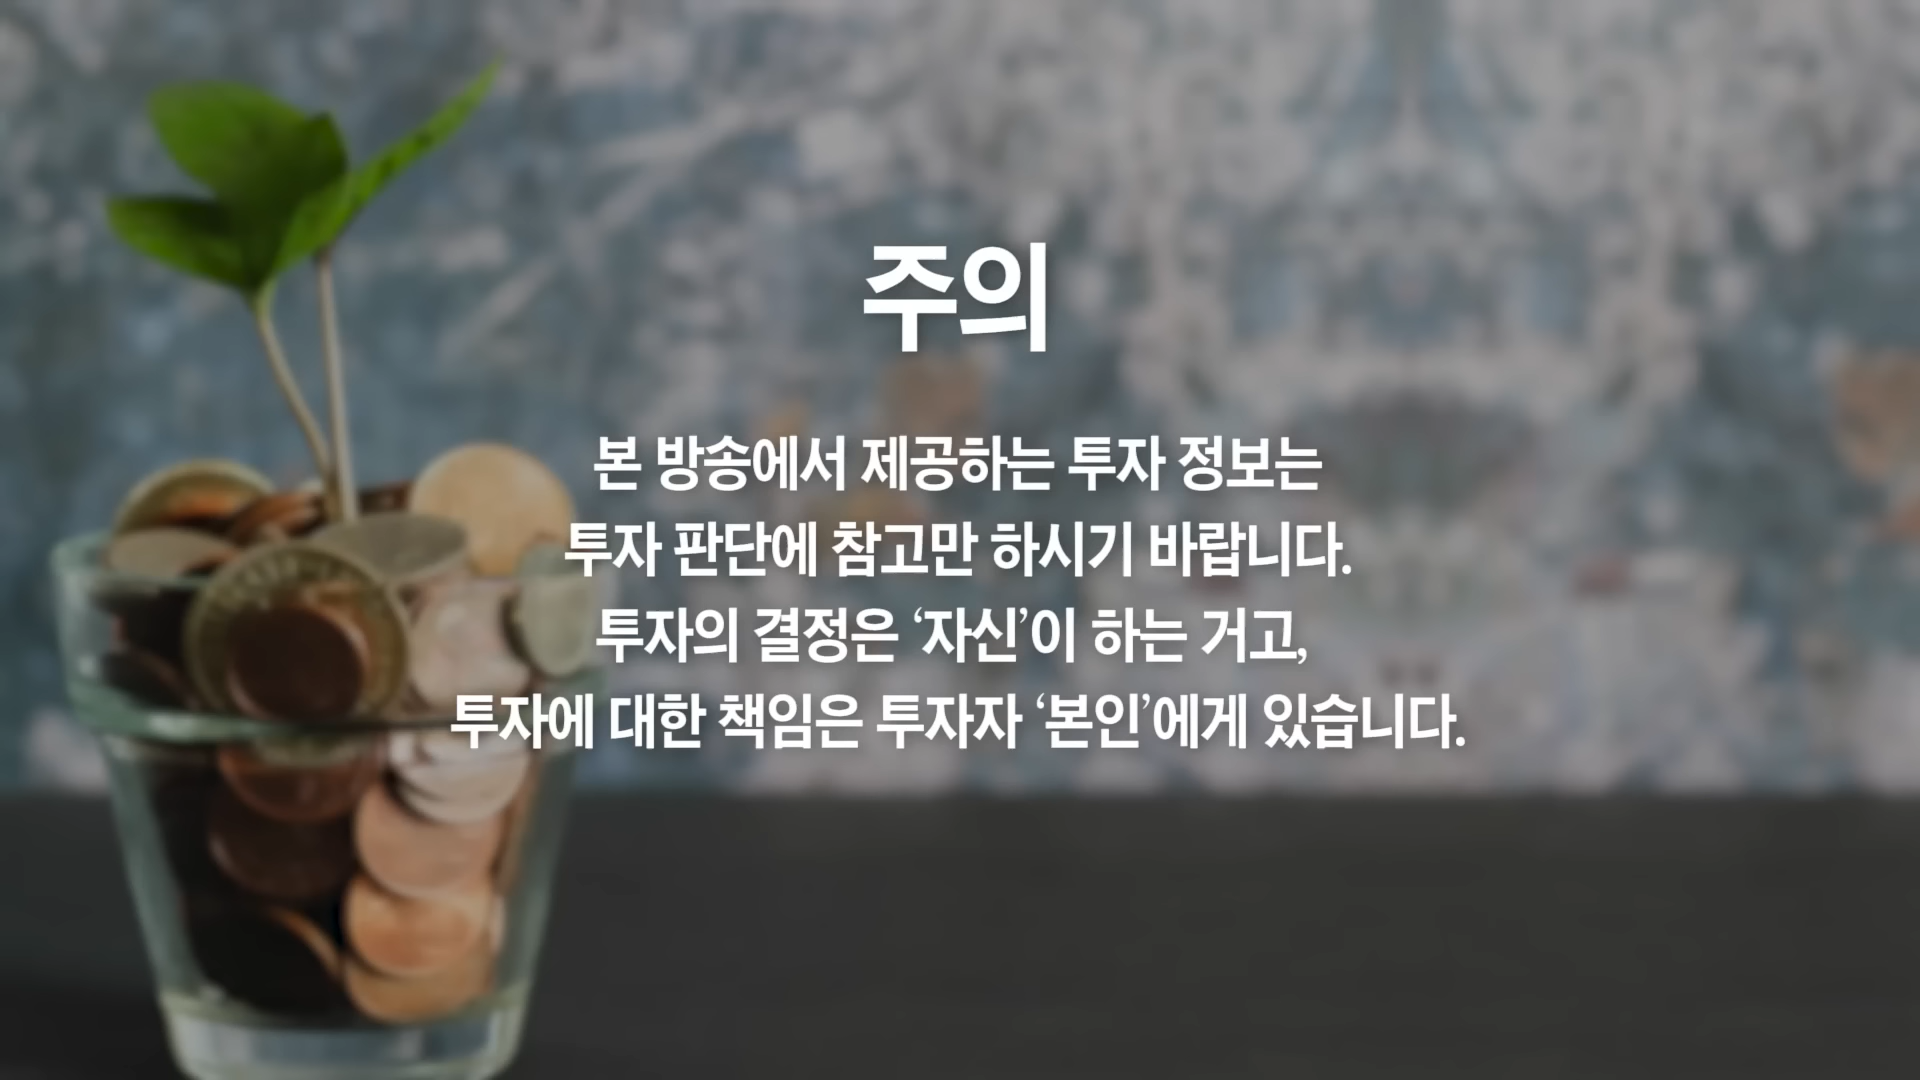 주의
본 방송에서 제공하는 투자 정보는
투자 판단에 참고만 하시기 바랍니다.
투자의 결정은 ‘자신’이 하는 거고,
투자에 대한 책임은 투자자 ‘본인’에게 있습니다.